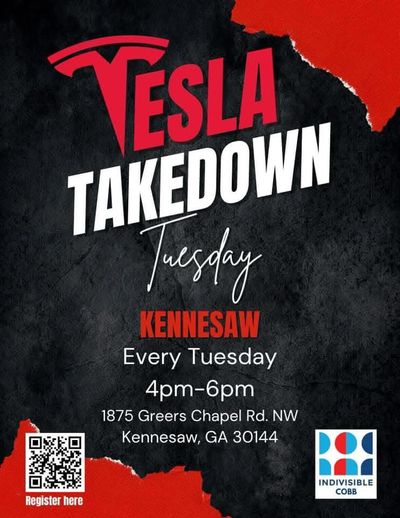 TESLA
TAKEDOWN
Tuesday
KENNESAW
Every Tuesday
4pm-6pm
1875 Greers Chapel Rd. NW
Kennesaw, GA 30144
Register here
INDIVISIBLE
COBB